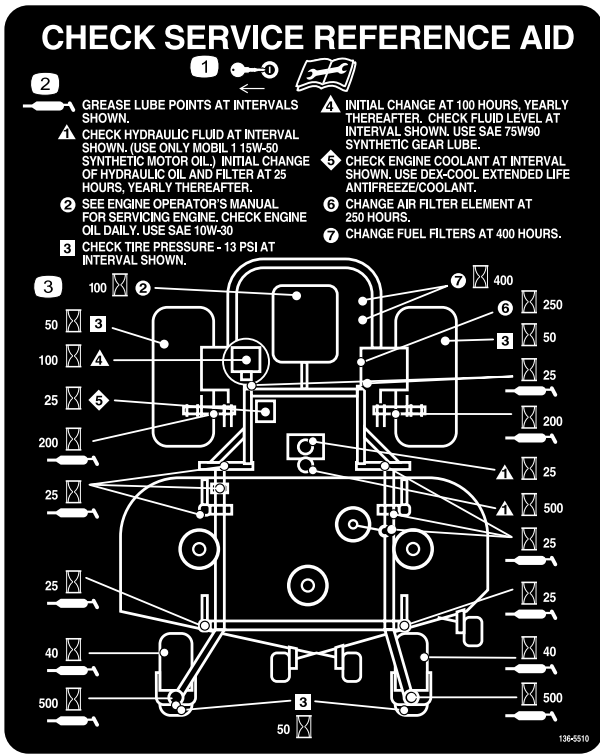 CHECK SERVICE REFERENCE AID
1
2
GREASE LUBE POINTS AT INTERVALS
SHOWN.
1 CHECK HYDRAULIC FLUID AT INTERVAL
SHOWN. (USE ONLY MOBIL 1 15W-50
SYNTHETIC MOTOR OIL.) INITIAL CHANGE
OF HYDRAULIC OIL AND FILTER AT 25
HOURS, YEARLY THEREAFTER.
2 SEE ENGINE OPERATOR'S MANUAL
FOR SERVICING ENGINE. CHECK ENGINE
OIL DAILY. USE SAE 10W-30
3 CHECK TIRE PRESSURE - 13 PSI AT
INTERVAL SHOWN.
4 INITIAL CHANGE AT 100 HOURS, YEARLY
THEREAFTER. CHECK FLUID LEVEL AT
INTERVAL SHOWN. USE SAE 75W90
SYNTHETIC GEAR LUBE.
5 CHECK ENGINE COOLANT AT INTERVAL
SHOWN. USE DEX-COOL EXTENDED LIFE
ANTIFREEZE/COOLANT.
6 CHANGE AIR FILTER ELEMENT AT
250 HOURS.
7 CHANGE FUEL FILTERS AT 400 HOURS.
3
100 2
50 3
100 4
25 5
200
25
25
40
500
7 400
6 250
3 50
25
200
1 25
1 500
25
25
40
500
3
50
136-5510